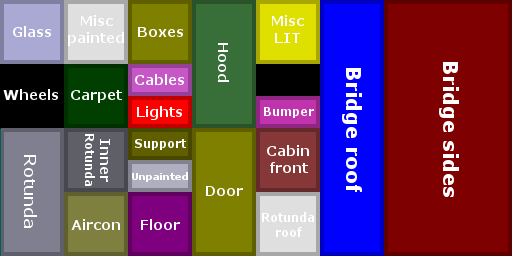 Glass
Misc
painted
Boxes
Hood
Misc
LIT
Wheels
Carpet
Cables
Lights
Bumper
Bridge roof
Bridge sides
Rotunda
Inner
Rotunda
Support
Unpainted
Door
Cabin
front
Aircon
Floor
Rotunda
roof